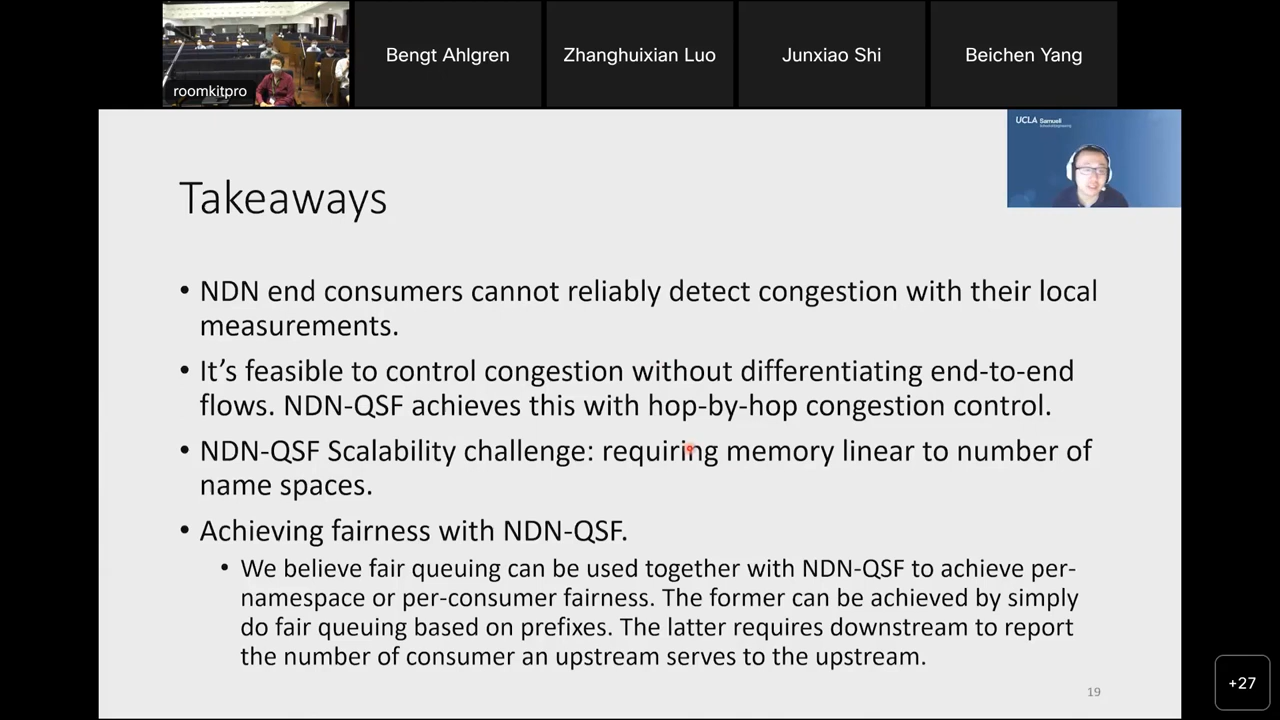 roomkitpro
Bengt Ahlgren
Zhanghuixian Luo
Junxiao Shi
Beichen Yang
UCLA Samueli
Takeaways
• NDN end consumers cannot reliably detect congestion with their local
measurements.
• It’s feasible to control congestion without differentiating end-to-end
flows. NDN-QSF achieves this with hop-by-hop congestion control.
• NDN-QSF Scalability challenge: requiring memory linear to number of
name spaces.
• Achieving fairness with NDN-QSF.
• We believe fair queuing can be used together with NDN-QSF to achieve per-
namespace or per-consumer fairness. The former can be achieved by simply
do fair queuing based on prefixes. The latter requires downstream to report
the number of consumer an upstream serves to the upstream.
19
+27